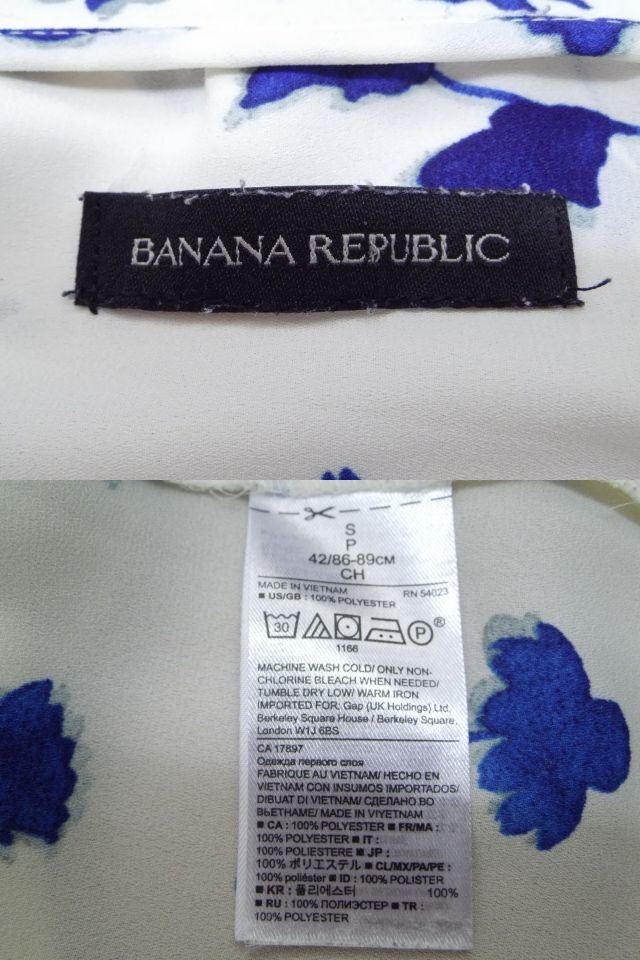 BANANA REPUBLIC
S
P
42/86-89CM
CH
MADE IN VIETNAM RN 54023
■ US/GB : 100% POLYESTER
30 P®
1166
MACHINE WASH COLD/ ONLY NON-
CHLORINE BLEACH WHEN NEEDED/
TUMBLE DRY LOW/ WARM IRON
IMPORTED FOR: Gap (UK Holdings) Ltd.
Berkeley Square House / Berkeley Square,
London W1J 6BS
CA 17897
Одежда первого слоя
FABRIQUE AU VIETNAM/ HECHO EN
VIETNAM CON INSUMOS IMPORTADOS/
DIBUAT DI VIETNAM/ СДЕЛАНО ВО
ВЬЕТНАМЕ/ MADE IN VIYETNAM
■ CA : 100% POLYESTER ■ FR/MA :
100% POLYESTER ■ IT :
100% POLIESTERE ■ JP :
100% ポリエステル ■ CL/MX/PA/PE :
100% poliéster ■ ID : 100% POLISTER
■ KR : 폴리에스터 100%
■ RU : 100% ПОЛИЭСТЕР ■ TR :
100% POLYESTER